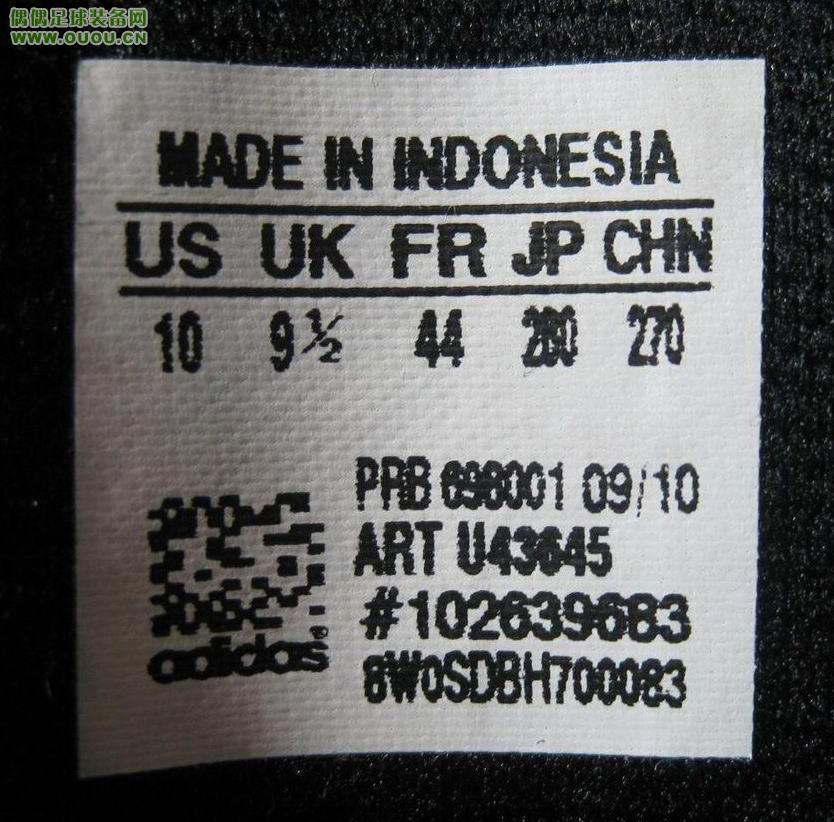 偶偶足球装备网
www.ouou.cn
MADE IN INDONESIA
US UK FR JP CHN
10 9½ 44 280 270
PRB 698001 09/10
ART U43645
#102639683
adidas